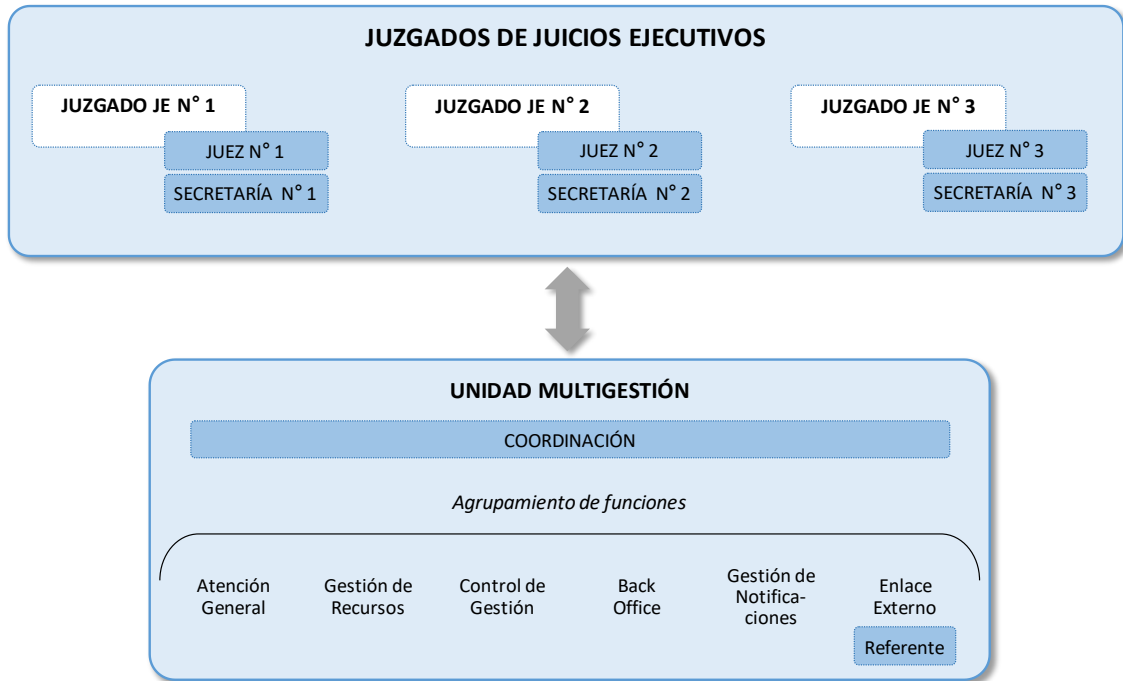 JUZGADOS DE JUICIOS EJECUTIVOS
JUZGADO JE N° 1
JUEZ N° 1
SECRETARÍA N° 1
JUZGADO JE N° 2
JUEZ N° 2
SECRETARÍA N° 2
JUZGADO JE N° 3
JUEZ N° 3
SECRETARÍA N° 3
UNIDAD MULTIGESTIÓN
COORDINACIÓN
Agrupamiento de funciones
Atención
General
Gestión de
Recursos
Control de
Gestión
Back
Office
Gestión de
Notifica-
ciones
Enlace
Externo
Referente